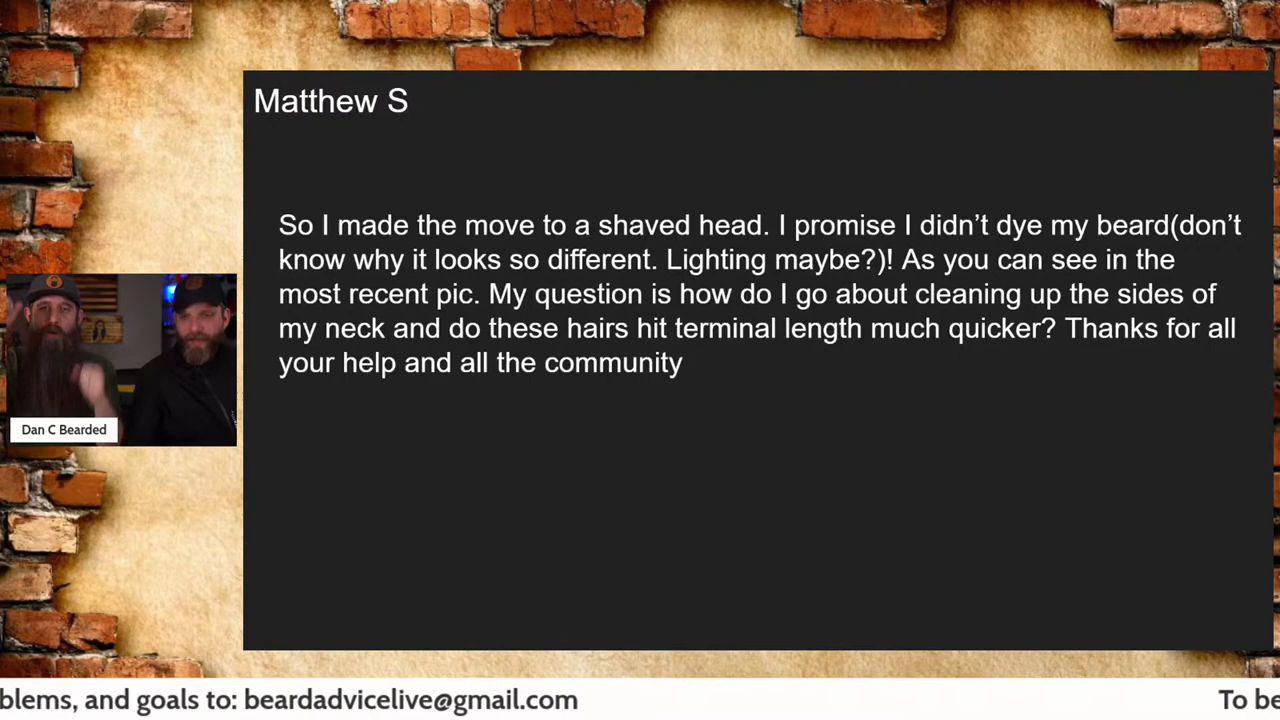 Matthew S
So I made the move to a shaved head. I promise I didn’t dye my beard(don’t
know why it looks so different. Lighting maybe?)! As you can see in the
most recent pic. My question is how do I go about cleaning up the sides of
my neck and do these hairs hit terminal length much quicker? Thanks for all
your help and all the community
Dan C Bearded
blems, and goals to: beardadvicelive@gmail.com
To be